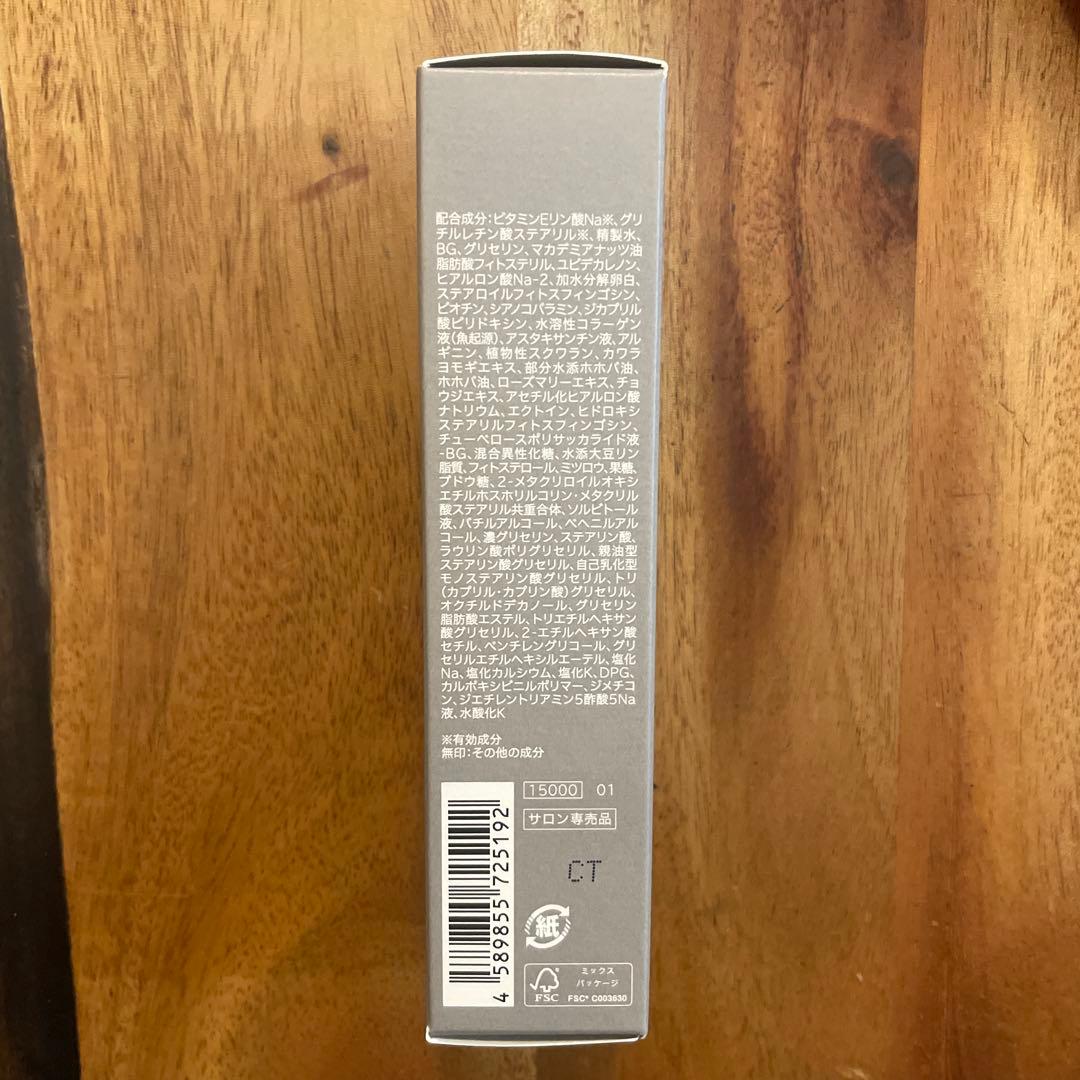 配合成分：ビタミンEリン酸Na※、グリ
チルレチン酸ステアリル※、精製水、
BG、グリセリン、マカデミアナッツ油
脂肪酸フィトステリル、ユビデカレノン、
ヒアルロン酸Na-2、加水分解卵白、
ステアロイルフィトスフィンゴシン、
ビオチン、シアノコバラミン、ジカプリル
酸ピリドキシン、水溶性コラーゲン
液(魚起源)、アスタキサンチン液、アル
ギニン、植物性スクワラン、カワラ
ヨモギエキス、部分水添ホホバ油、
ホホバ油、ローズマリーエキス、チョ
ウジエキス、アセチル化ヒアルロン酸
ナトリウム、エクトイン、ヒドロキシ
ステアリルフィトスフィンゴシン、
チューベロースポリサッカライド液
-BG、混合異性化糖、水添大豆リン
脂質、フィトステロール、ミツロウ、果糖、
ブドウ糖、2-メタクリロイルオキシ
エチルホスホリルコリン・メタクリル
酸ステアリル共重合体、ソルビトール
液、バチルアルコール、ベヘニルアル
コール、濃グリセリン、ステアリン酸、
ラウリン酸ポリグリセリル、親油型
ステアリン酸グリセリル、自己乳化型
モノステアリン酸グリセリル、トリ
(カプリル・カプリン酸)グリセリル、
オクチルドデカノール、グリセリン
脂肪酸エステル、トリエチルヘキサン
酸グリセリル、2-エチルヘキサン酸
セチル、ペンチレングリコール、グリ
セリルエチルヘキシルエーテル、塩化
Na、塩化カルシウム、塩化K、DPG、
カルボキシビニルポリマー、ジメチコ
ン、ジエチレントリアミン5酢酸5Na
液、水酸化K
※有効成分
無印：その他の成分
15000 01
サロン専売品
CT
4 589855 725192
紙
ミックス
パッケージ
FSC
FSC® C003630